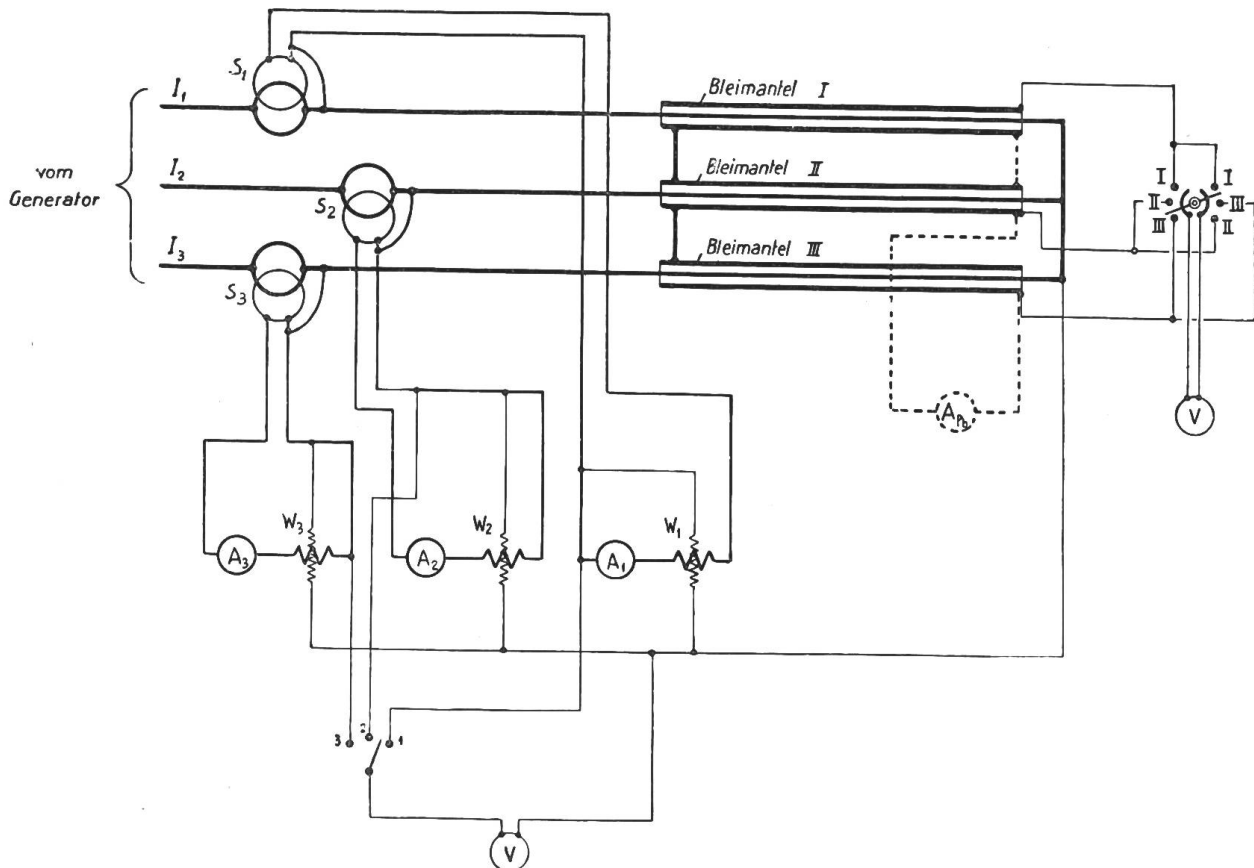 S1
I1
Bleimantel I
I2
vom
Generator
S2
Bleimantel II
I I
II III
III II
I3
S3
Bleimantel III
APb
V
W3
W2
W1
A3
A2
A1
3 2 1
V